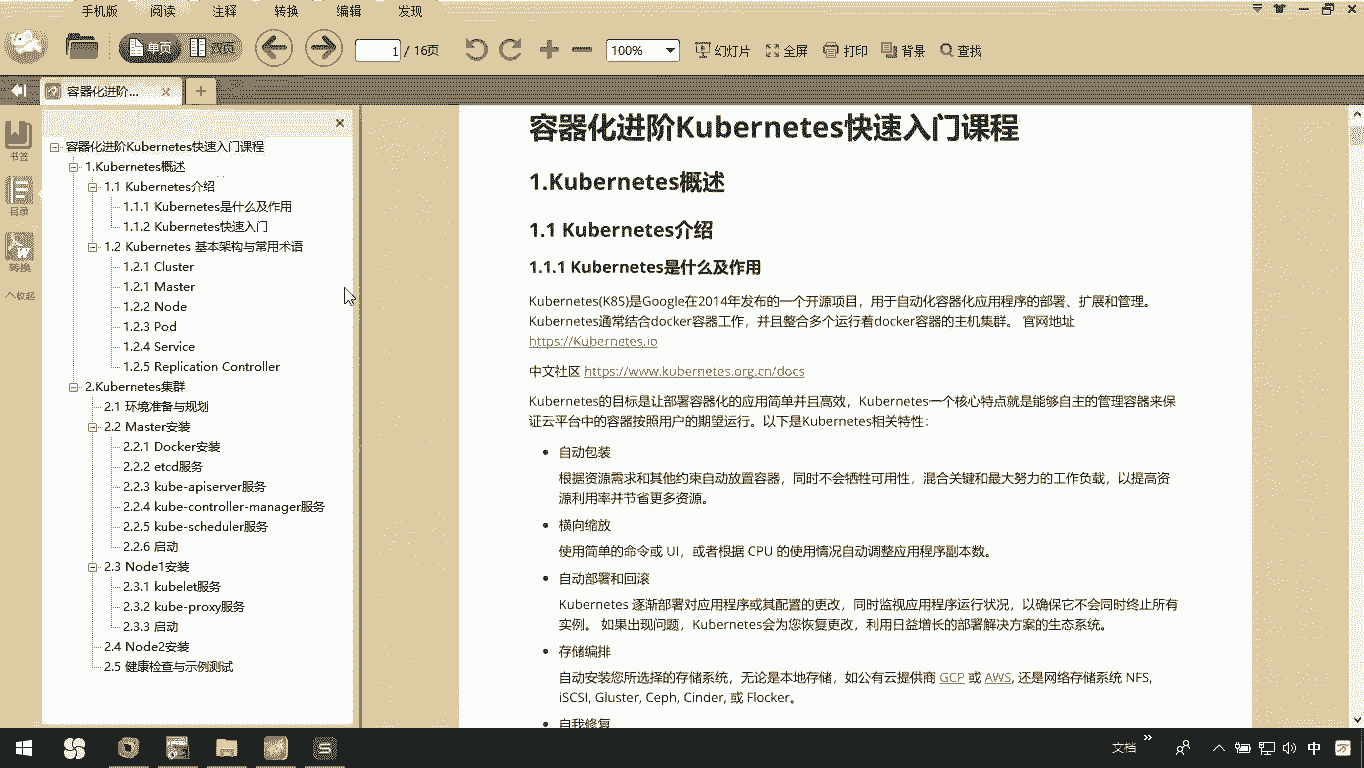 手机版 阅读 注释 转换 编辑 发现
单页 双页 1 / 16页 100% 幻灯片 全屏 打印 背景 查找
容器化进阶...
书签
目录
转换
收起
容器化进阶Kubernetes快速入门课程
1.Kubernetes概述
1.1 Kubernetes介绍
1.1.1 Kubernetes是什么及作用
1.1.2 Kubernetes快速入门
1.2 Kubernetes 基本架构与常用术语
1.2.1 Cluster
1.2.1 Master
1.2.2 Node
1.2.3 Pod
1.2.4 Service
1.2.5 Replication Controller
2.Kubernetes集群
2.1 环境准备与规划
2.2 Master安装
2.2.1 Docker安装
2.2.2 etcd服务
2.2.3 kube-apiserver服务
2.2.4 kube-controller-manager服务
2.2.5 kube-scheduler服务
2.2.6 启动
2.3 Node1安装
2.3.1 kubelet服务
2.3.2 kube-proxy服务
2.3.3 启动
2.4 Node2安装
2.5 健康检查与示例测试
容器化进阶Kubernetes快速入门课程
1.Kubernetes概述
1.1 Kubernetes介绍
1.1.1 Kubernetes是什么及作用
Kubernetes(K8S)是Google在2014年发布的一个开源项目，用于自动化容器化应用程序的部署、扩展和管理。
Kubernetes通常结合docker容器工作，并且整合多个运行着docker容器的主机集群。 官网地址
https://Kubernetes.io
中文社区 https://www.kubernetes.org.cn/docs
Kubernetes的目标是让部署容器化的应用简单并且高效，Kubernetes一个核心特点就是能够自主的管理容器来保
证云平台中的容器按照用户的期望运行。以下是Kubernetes相关特性：
• 自动包装
根据资源需求和其他约束自动放置容器，同时不会牺牲可用性，混合关键和最大努力的工作负载，以提高资
源利用率并节省更多资源。
• 横向缩放
使用简单的命令或 UI，或者根据 CPU 的使用情况自动调整应用程序副本数。
• 自动部署和回滚
Kubernetes 逐渐部署对应用程序或其配置的更改，同时监视应用程序运行状况，以确保它不会同时终止所有
实例。 如果出现问题，Kubernetes会为您恢复更改，利用日益增长的部署解决方案的生态系统。
• 存储编排
自动安装您所选择的存储系统，无论是本地存储，如公有云提供商 GCP 或 AWS, 还是网络存储系统 NFS,
iSCSI, Gluster, Ceph, Cinder, 或 Flocker。
• 自我修复
文档 中